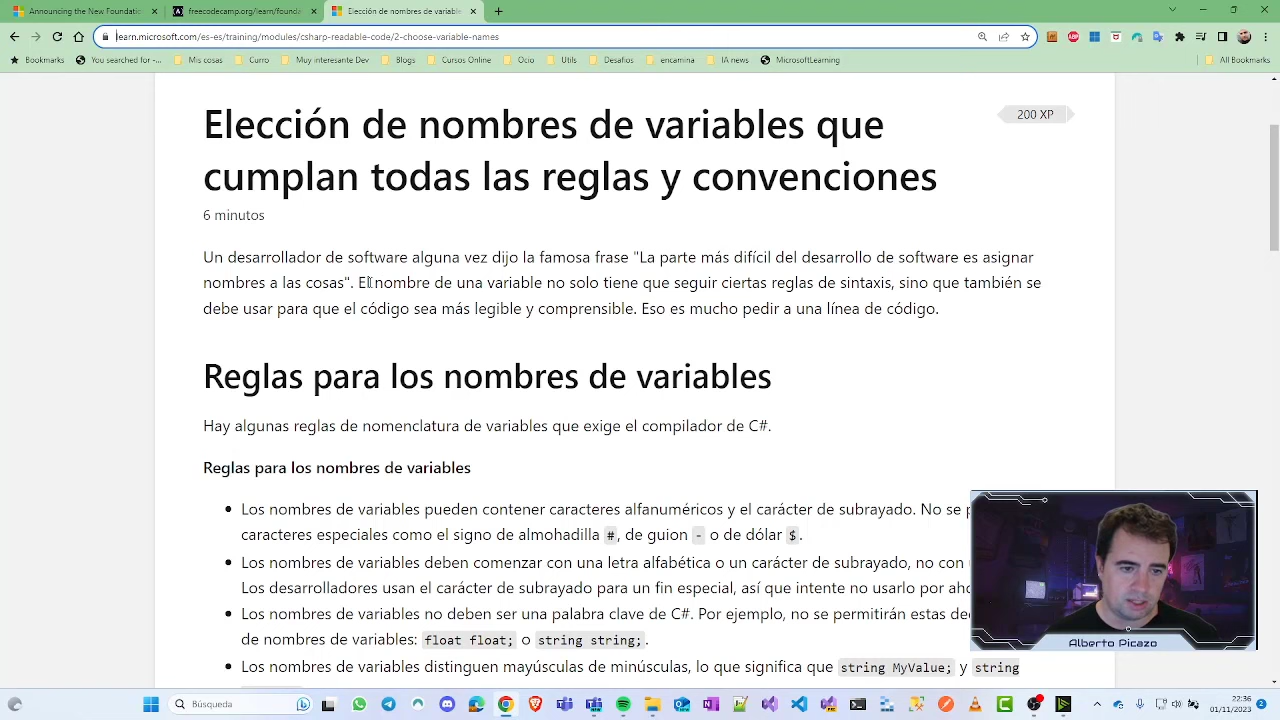 Announcing the New Foundatic
freecodecamp.org/learn/foundi
Elección de nombres de variable
learn.microsoft.com/es-es/training/modules/csharp-readable-code/2-choose-variable-names
Bookmarks
You searched for -...
Mis cosas
Curro
Muy interesante Dev
Blogs
Cursos Online
Ocio
Utils
Desafios
encamina
IA news
MicrosoftLearning
All Bookmarks
Elección de nombres de variables que
cumplan todas las reglas y convenciones
200 XP
6 minutos
Un desarrollador de software alguna vez dijo la famosa frase "La parte más difícil del desarrollo de software es asignar
nombres a las cosas". El nombre de una variable no solo tiene que seguir ciertas reglas de sintaxis, sino que también se
debe usar para que el código sea más legible y comprensible. Eso es mucho pedir a una línea de código.
Reglas para los nombres de variables
Hay algunas reglas de nomenclatura de variables que exige el compilador de C#.
Reglas para los nombres de variables
Los nombres de variables pueden contener caracteres alfanuméricos y el carácter de subrayado. No se p
caracteres especiales como el signo de almohadilla #, de guion - o de dólar $.
Los nombres de variables deben comenzar con una letra alfabética o un carácter de subrayado, no con
Los desarrolladores usan el carácter de subrayado para un fin especial, así que intente no usarlo por aho
Los nombres de variables no deben ser una palabra clave de C#. Por ejemplo, no se permitirán estas dec
de nombres de variables: float float; o string string;.
Los nombres de variables distinguen mayúsculas de minúsculas, lo que significa que string MyValue; y string
Alberto Picazo
Búsqueda
22:36
01/11/2023